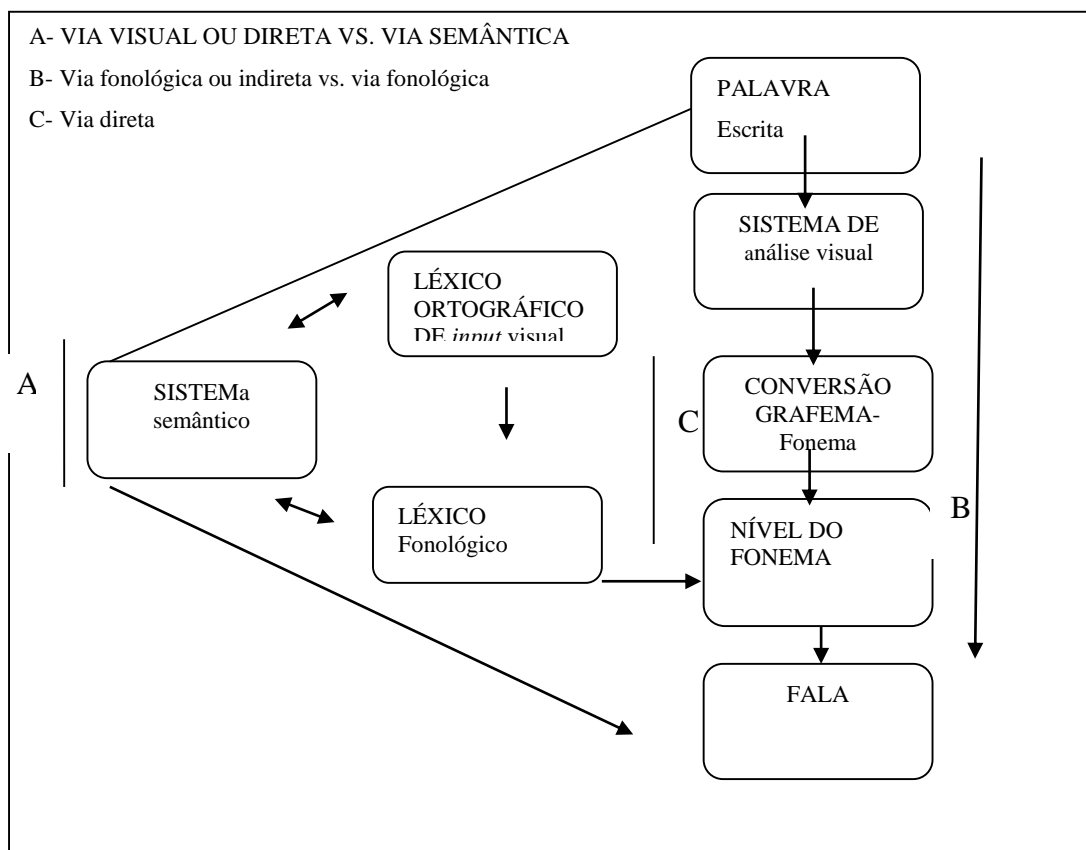 A- VIA VISUAL OU DIRETA VS. VIA SEMÂNTICA
B- Via fonológica ou indireta vs. via fonológica
C- Via direta
PALAVRA
Escrita
SISTEMA DE
análise visual
LÉXICO
ORTOGRÁFICO
DE input visual
A
SISTEMa
semântico
C
CONVERSÃO
GRAFEMA-
Fonema
LÉXICO
Fonológico
NÍVEL DO
FONEMA
B
FALA